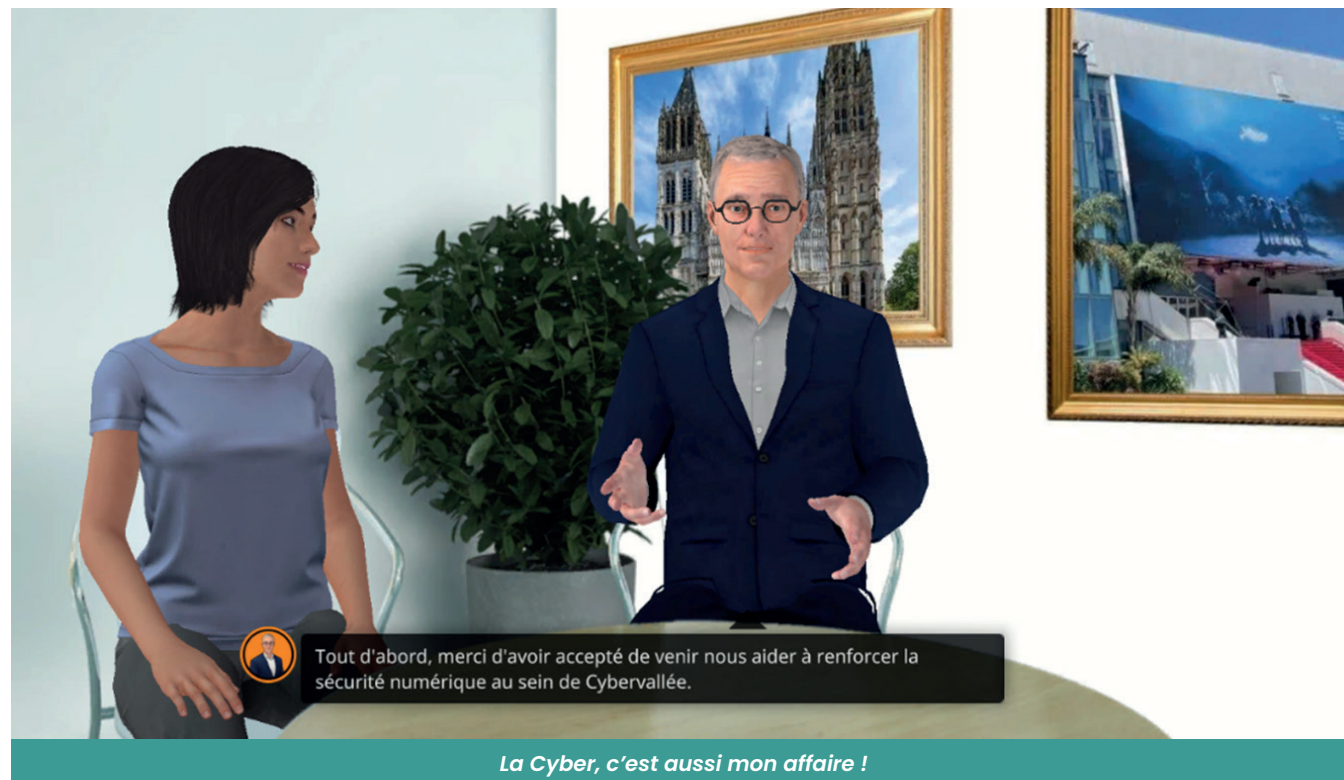 Tout d'abord, merci d'avoir accepté de venir nous aider à renforcer la
sécurité numérique au sein de Cybervallée.
La Cyber, c'est aussi mon affaire !